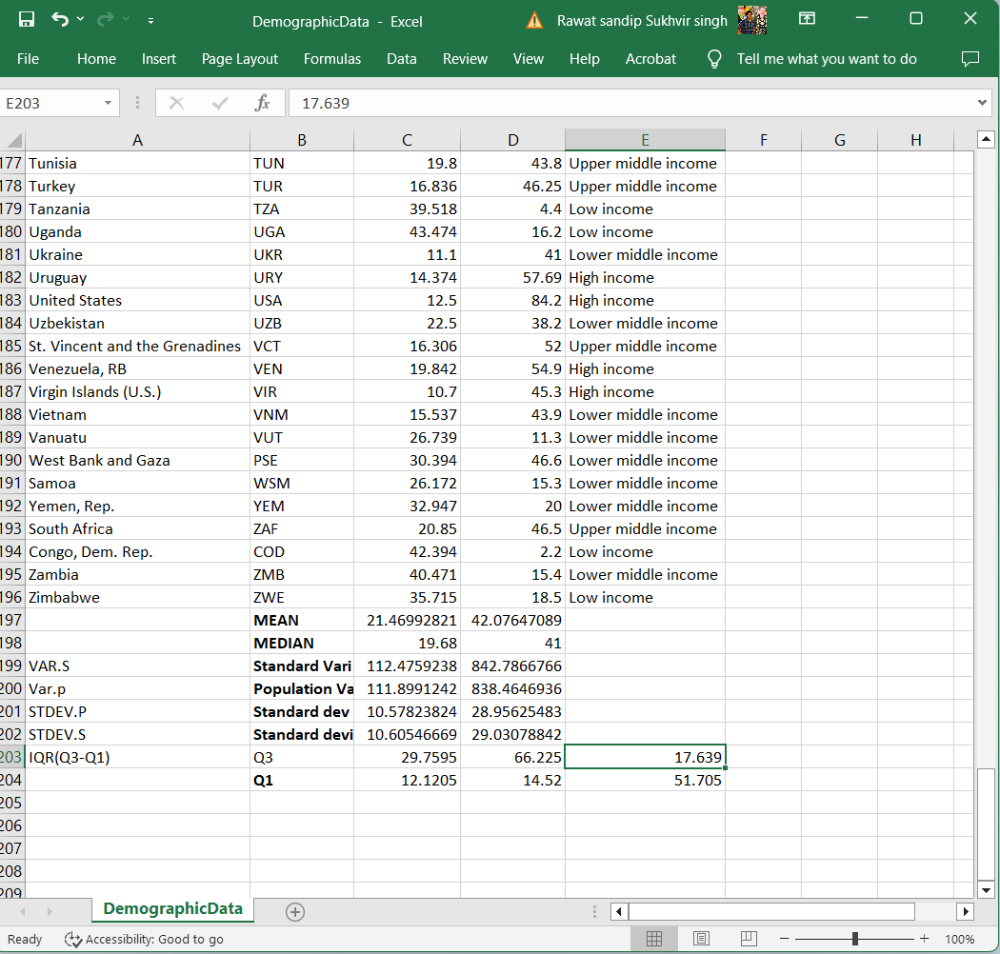 DemographicData - Excel
Rawat sandip Sukhvir singh
File Home Insert Page Layout Formulas Data Review View Help Acrobat Tell me what you want to do
E203 fx 17.639
A B C D E F G H
177 Tunisia TUN 19.8 43.8 Upper middle income
178 Turkey TUR 16.836 46.25 Upper middle income
179 Tanzania TZA 39.518 4.4 Low income
180 Uganda UGA 43.474 16.2 Low income
181 Ukraine UKR 11.1 41 Lower middle income
182 Uruguay URY 14.374 57.69 High income
183 United States USA 12.5 84.2 High income
184 Uzbekistan UZB 22.5 38.2 Lower middle income
185 St. Vincent and the Grenadines VCT 16.306 52 Upper middle income
186 Venezuela, RB VEN 19.842 54.9 High income
187 Virgin Islands (U.S.) VIR 10.7 45.3 High income
188 Vietnam VNM 15.537 43.9 Lower middle income
189 Vanuatu VUT 26.739 11.3 Lower middle income
190 West Bank and Gaza PSE 30.394 46.6 Lower middle income
191 Samoa WSM 26.172 15.3 Lower middle income
192 Yemen, Rep. YEM 32.947 20 Lower middle income
193 South Africa ZAF 20.85 46.5 Upper middle income
194 Congo, Dem. Rep. COD 42.394 2.2 Low income
195 Zambia ZMB 40.471 15.4 Lower middle income
196 Zimbabwe ZWE 35.715 18.5 Low income
197 MEAN 21.46992821 42.07647089
198 MEDIAN 19.68 41
199 VAR.S Standard Vari 112.4759238 842.7866766
200 Var.p Population Va 111.8991242 838.4646936
201 STDEV.P Standard dev 10.57823824 28.95625483
202 STDEV.S Standard devi 10.60546669 29.03078842
203 IQR(Q3-Q1) Q3 29.7595 66.225 17.639
204 Q1 12.1205 14.52 51.705
205
206
207
208
209
DemographicData
Ready Accessibility: Good to go 100%